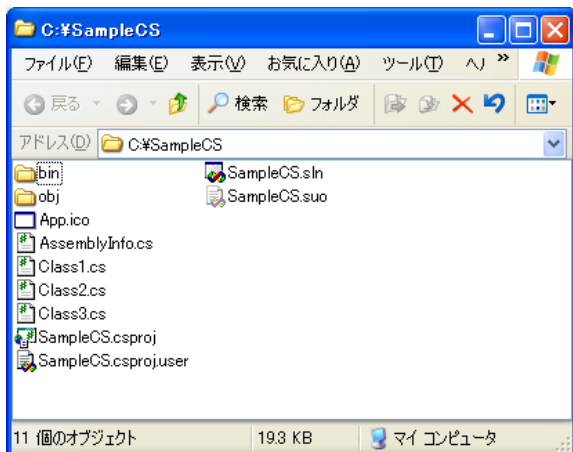 C:¥SampleCS
ファイル(F) 編集(E) 表示(V) お気に入り(A) ツール(T) ヘ »
戻る 検索 フォルダ
アドレス(D) C:¥SampleCS
bin
obj
App.ico
AssemblyInfo.cs
Class1.cs
Class2.cs
Class3.cs
SampleCS.csproj
SampleCS.csproj.user
SampleCS.sln
SampleCS.suo
11 個のオブジェクト 19.3 KB マイ コンピュータ